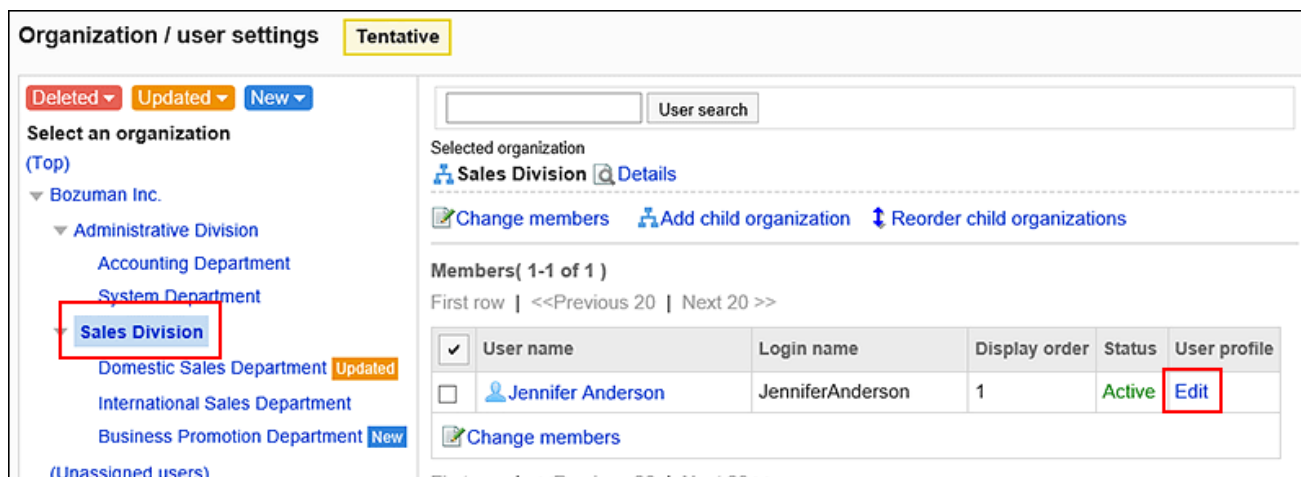 Organization / user settings Tentative
Deleted Updated New
Select an organization
(Top)
Bozuman Inc.
Administrative Division
Accounting Department
System Department
Sales Division
Domestic Sales Department Updated
International Sales Department
Business Promotion Department New
(Unassigned users)
User search
Selected organization
Sales Division Details
Change members Add child organization Reorder child organizations
Members( 1-1 of 1 )
First row | <<Previous 20 | Next 20 >>
User name Login name Display order Status User profile
Jennifer Anderson JenniferAnderson 1 Active Edit
Change members